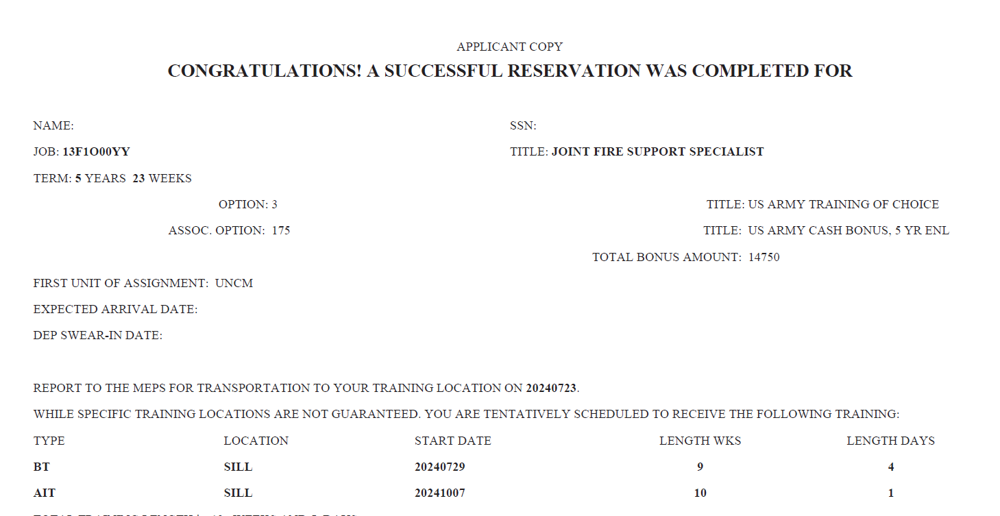 APPLICANT COPY
CONGRATULATIONS! A SUCCESSFUL RESERVATION WAS COMPLETED FOR
NAME: SSN:
JOB: 13F1O00YY TITLE: JOINT FIRE SUPPORT SPECIALIST
TERM: 5 YEARS 23 WEEKS
OPTION: 3 TITLE: US ARMY TRAINING OF CHOICE
ASSOC. OPTION: 175 TITLE: US ARMY CASH BONUS, 5 YR ENL
TOTAL BONUS AMOUNT: 14750
FIRST UNIT OF ASSIGNMENT: UNCM
EXPECTED ARRIVAL DATE:
DEP SWEAR-IN DATE:
REPORT TO THE MEPS FOR TRANSPORTATION TO YOUR TRAINING LOCATION ON 20240723.
WHILE SPECIFIC TRAINING LOCATIONS ARE NOT GUARANTEED. YOU ARE TENTATIVELY SCHEDULED TO RECEIVE THE FOLLOWING TRAINING:
TYPE LOCATION START DATE LENGTH WKS LENGTH DAYS
BT SILL 20240729 9 4
AIT SILL 20241007 10 1